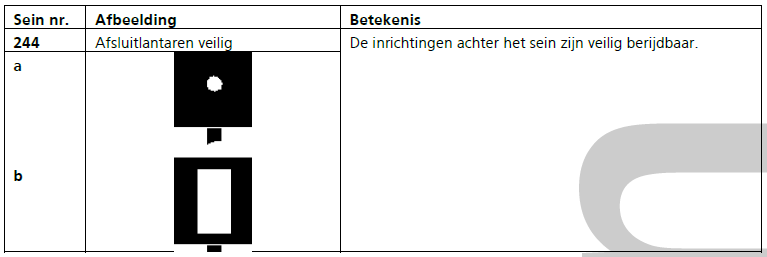 Sein nr. Afbeelding Betekenis
244 Afsluitlantaren veilig De inrichtingen achter het sein zijn veilig berijdbaar.
a
b